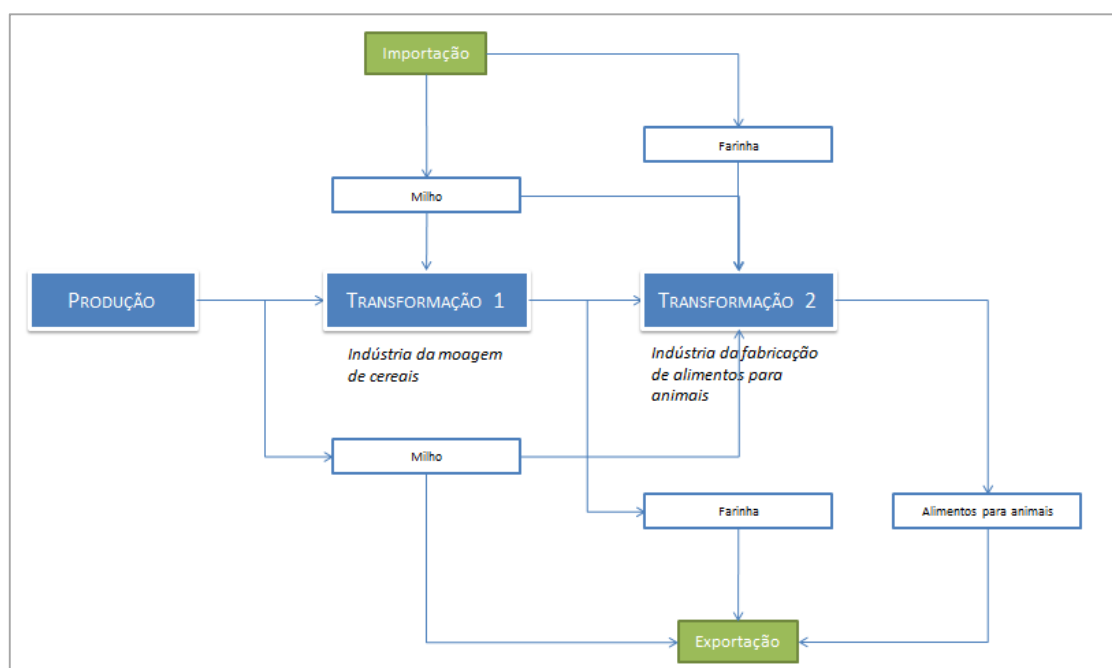 Importação
Farinha
Milho
Produção
Transformação 1
Transformação 2
Indústria da moagem
de cereais
Indústria da fabricação
de alimentos para
animais
Milho
Farinha
Alimentos para animais
Exportação